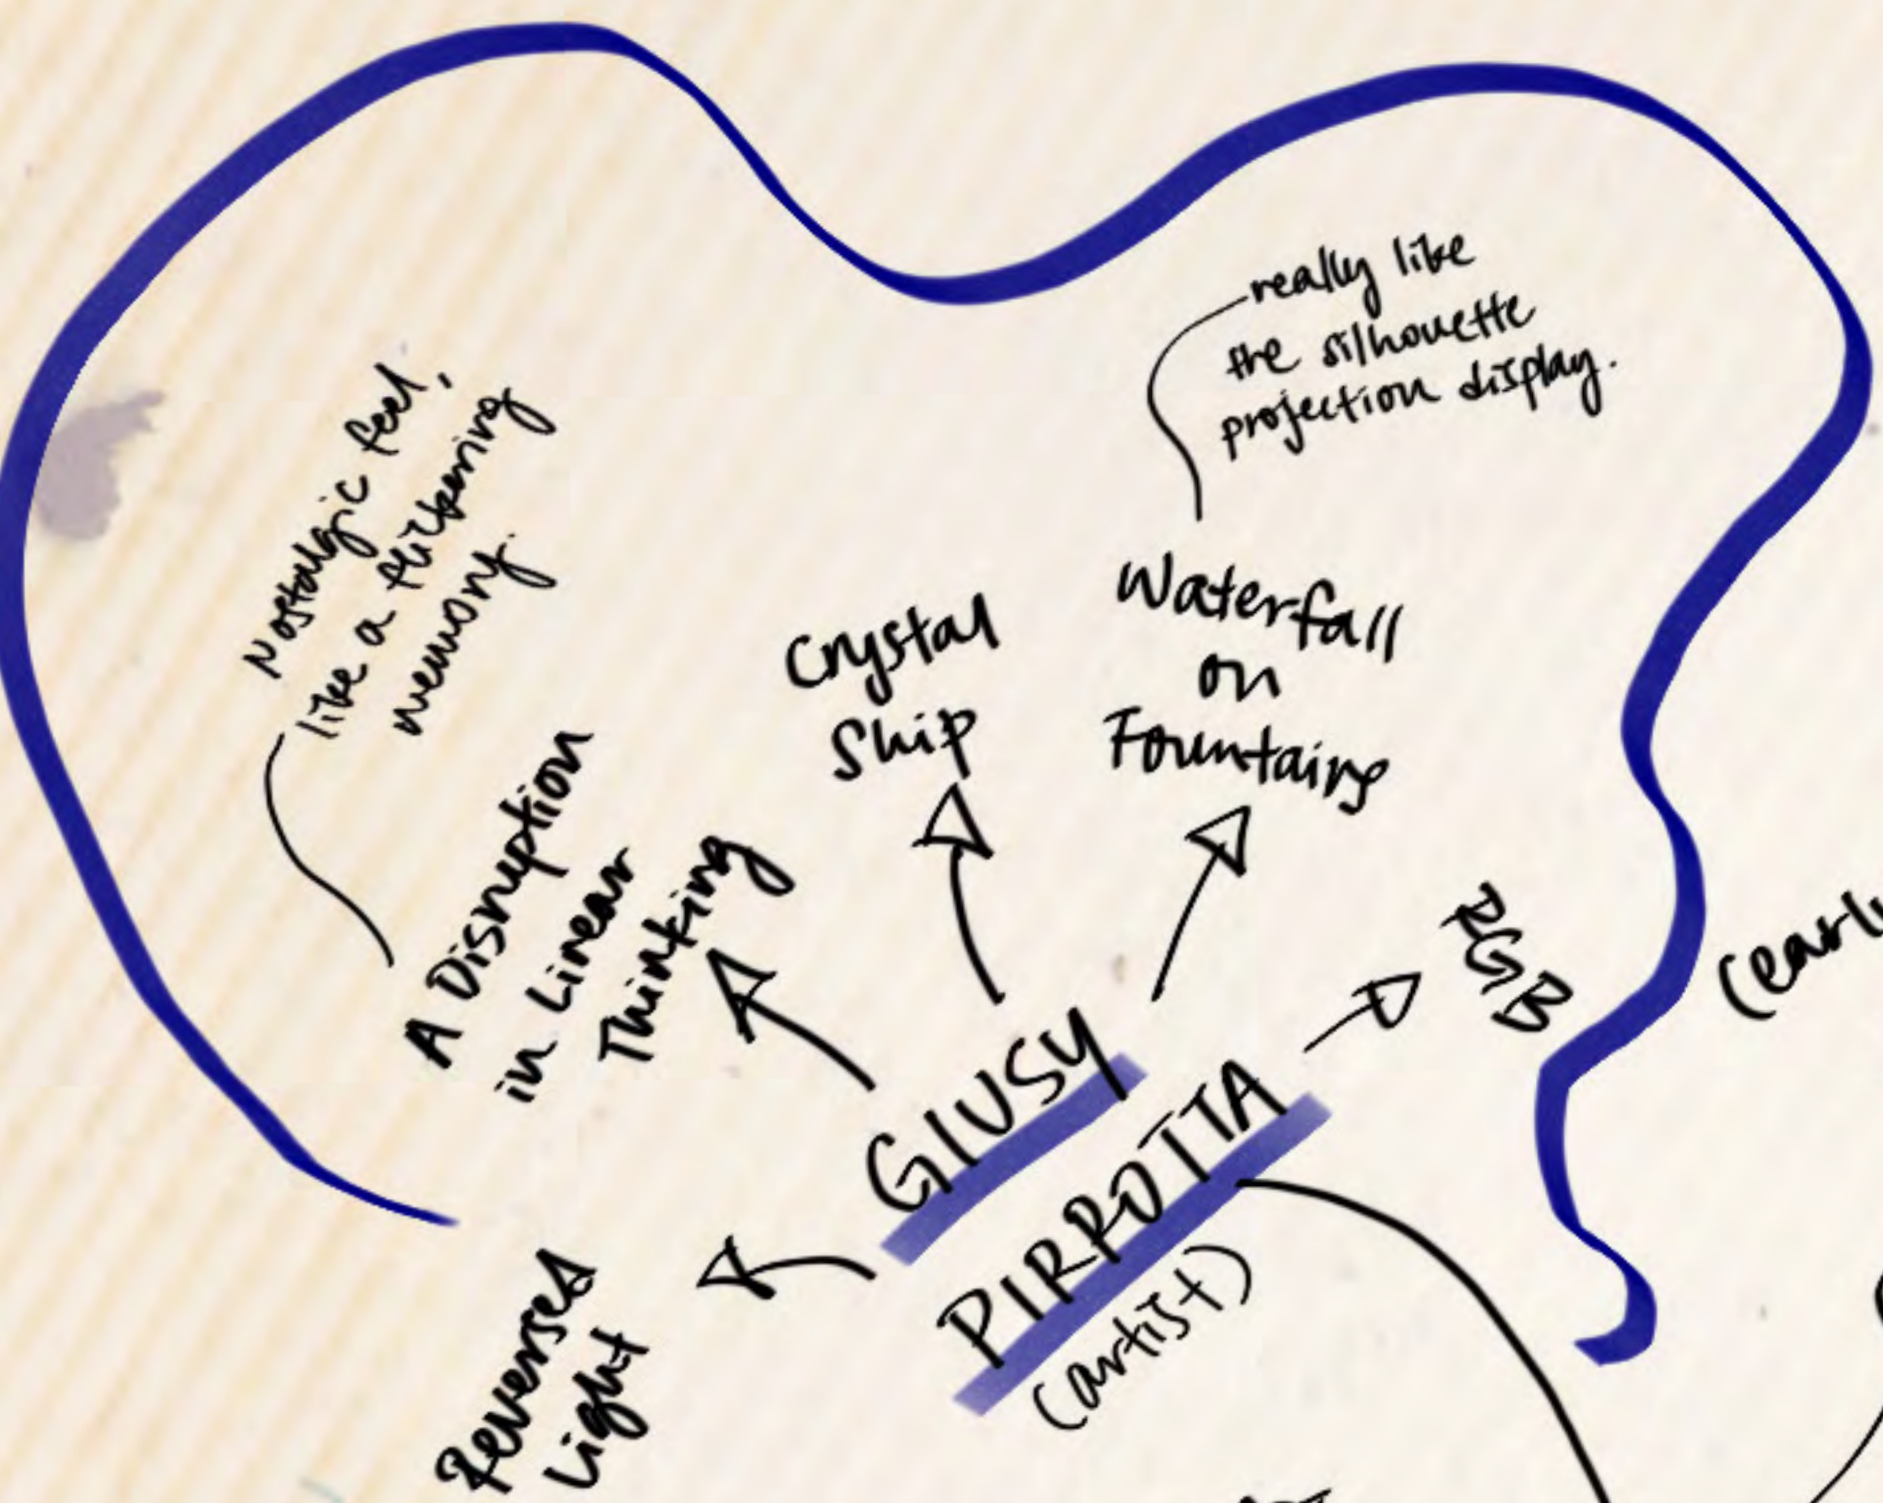 really like
the silhouette
projection display.
Nostalgic feel,
like a flickering
memory.
Crystal
Ship
Waterfall
on
Fountains
A Disruption
in Linear
Thinking
RGB
GIUSY
PIRROTTA
(artist)
Reversed
Light